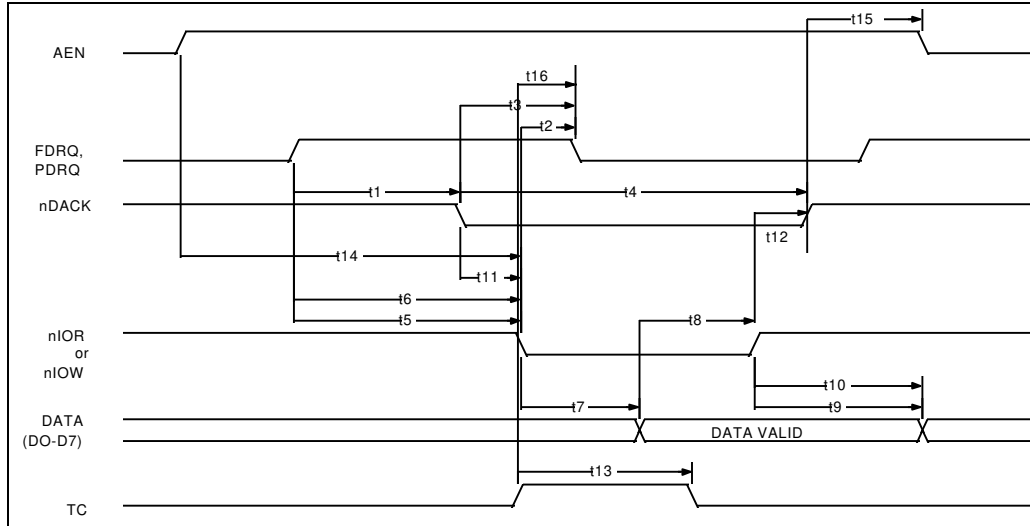 t15
AEN
t16
t3
t2
FDRQ,
PDRQ
t1
t4
nDACK
t12
t14
t11
t6
t5
t8
nIOR
or
nIOW
t10
t7
t9
DATA
(DO-D7)
DATA VALID
t13
TC